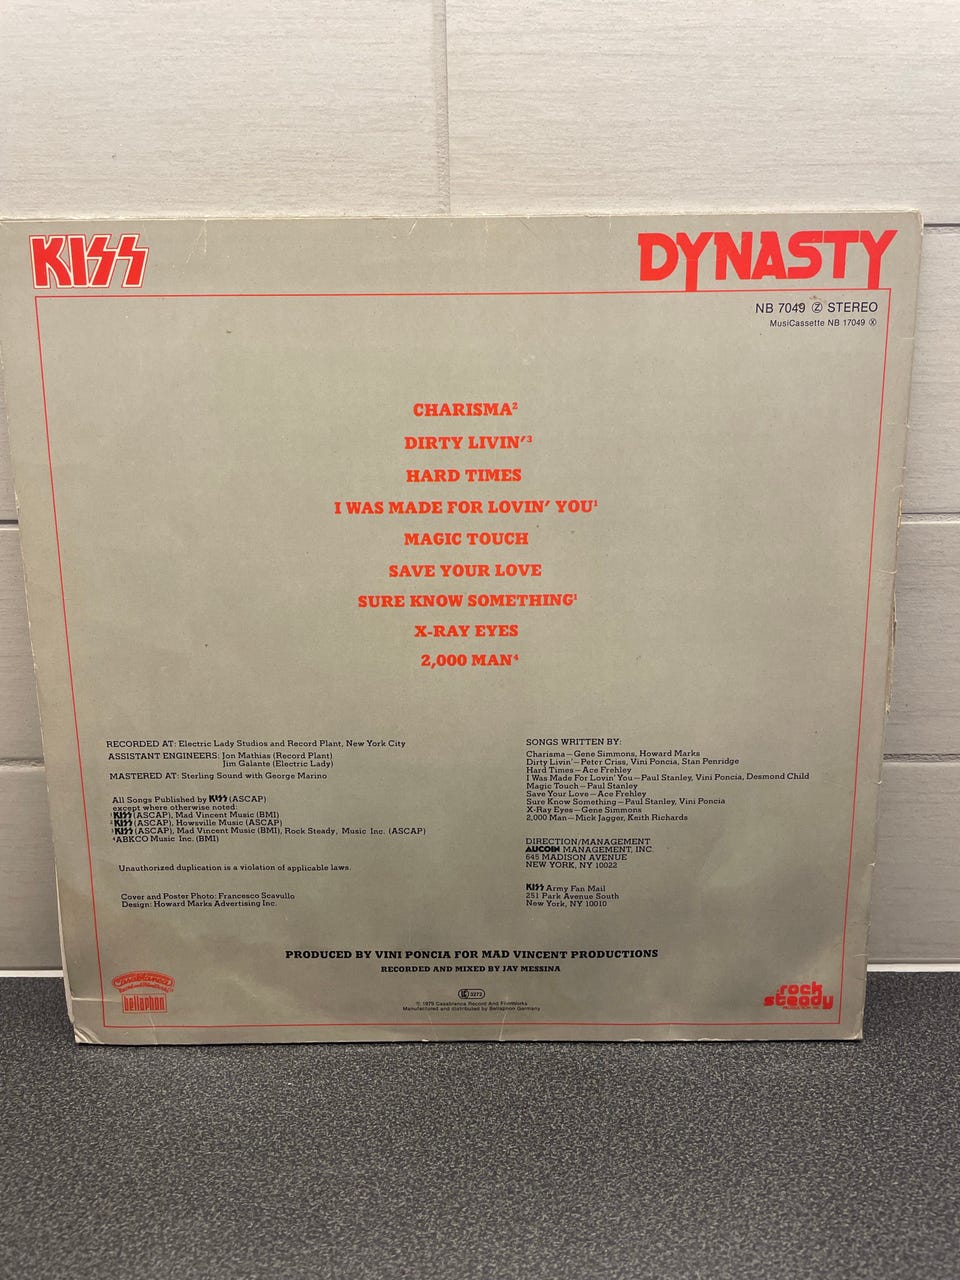 KISS
DYNASTY
NB 7049 Ⓩ STEREO
MusiCassette NB 17049 Ⓧ
CHARISMA²
DIRTY LIVIN'³
HARD TIMES
I WAS MADE FOR LOVIN' YOU¹
MAGIC TOUCH
SAVE YOUR LOVE
SURE KNOW SOMETHING¹
X-RAY EYES
2,000 MAN⁴
RECORDED AT: Electric Lady Studios and Record Plant, New York City
ASSISTANT ENGINEERS: Jon Mathias (Record Plant)
Jim Galante (Electric Lady)
MASTERED AT: Sterling Sound with George Marino
All Songs Published by KISS (ASCAP)
except where otherwise noted:
¹KISS (ASCAP), Mad Vincent Music (BMI)
²KISS (ASCAP), Howsville Music (ASCAP)
³KISS (ASCAP), Mad Vincent Music (BMI), Rock Steady, Music Inc. (ASCAP)
⁴ABKCO Music Inc. (BMI)
Unauthorized duplication is a violation of applicable laws.
Cover and Poster Photo: Francesco Scavullo
Design: Howard Marks Advertising Inc.
SONGS WRITTEN BY:
Charisma—Gene Simmons, Howard Marks
Dirty Livin'—Peter Criss, Vini Poncia, Stan Penridge
Hard Times—Ace Frehley
I Was Made For Lovin' You—Paul Stanley, Vini Poncia, Desmond Child
Magic Touch—Paul Stanley
Save Your Love—Ace Frehley
Sure Know Something—Paul Stanley, Vini Poncia
X-Ray Eyes—Gene Simmons
2,000 Man—Mick Jagger, Keith Richards
DIRECTION/MANAGEMENT
AUCOIN MANAGEMENT, INC.
645 MADISON AVENUE
NEW YORK, NY 10022
KISS Army Fan Mail
251 Park Avenue South
New York, NY 10010
PRODUCED BY VINI PONCIA FOR MAD VINCENT PRODUCTIONS
RECORDED AND MIXED BY JAY MESSINA
3272
℗ 1979 Casablanca Record And FilmWorks
Manufactured and distributed by Bellaphon Germany
Casablanca
bellaphon
rock
steady